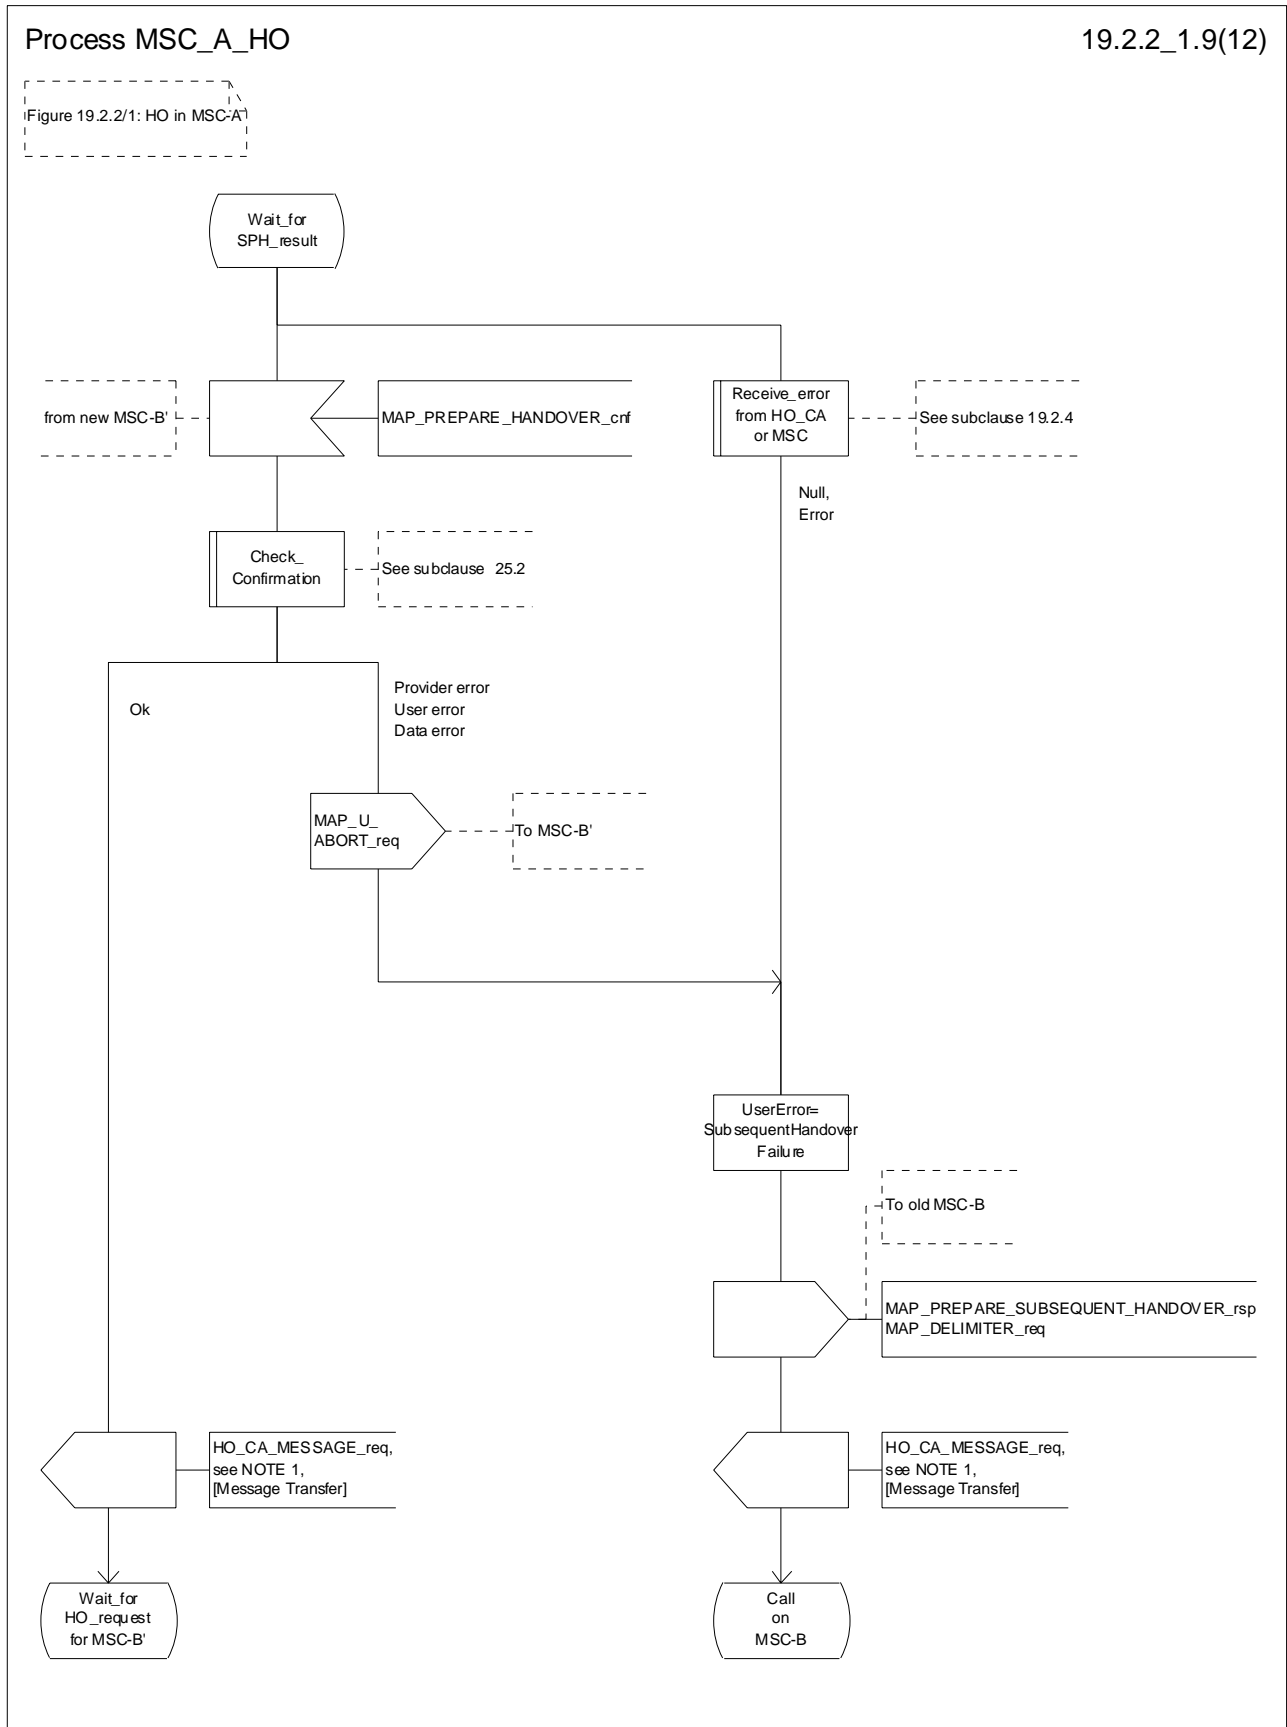 Process MSC_A_HO
19.2.2_1.9(12)
Figure 19.2.2/1: HO in MSC-A
Wait_for
SPH_result
from new MSC-B'
MAP_PREPARE_HANDOVER_cnf
Receive_error
from HO_CA
or MSC
See subclause 19.2.4
Null,
Error
Check_
Confirmation
See subclause 25.2
Ok
Provider error
User error
Data error
MAP_U_
ABORT_req
To MSC-B'
UserError=
SubsequentHandover
Failure
To old MSC-B
MAP_PREPARE_SUBSEQUENT_HANDOVER_rsp
MAP_DELIMITER_req
HO_CA_MESSAGE_req,
see NOTE 1,
[Message Transfer]
HO_CA_MESSAGE_req,
see NOTE 1,
[Message Transfer]
Wait_for
HO_request
for MSC-B'
Call
on
MSC-B